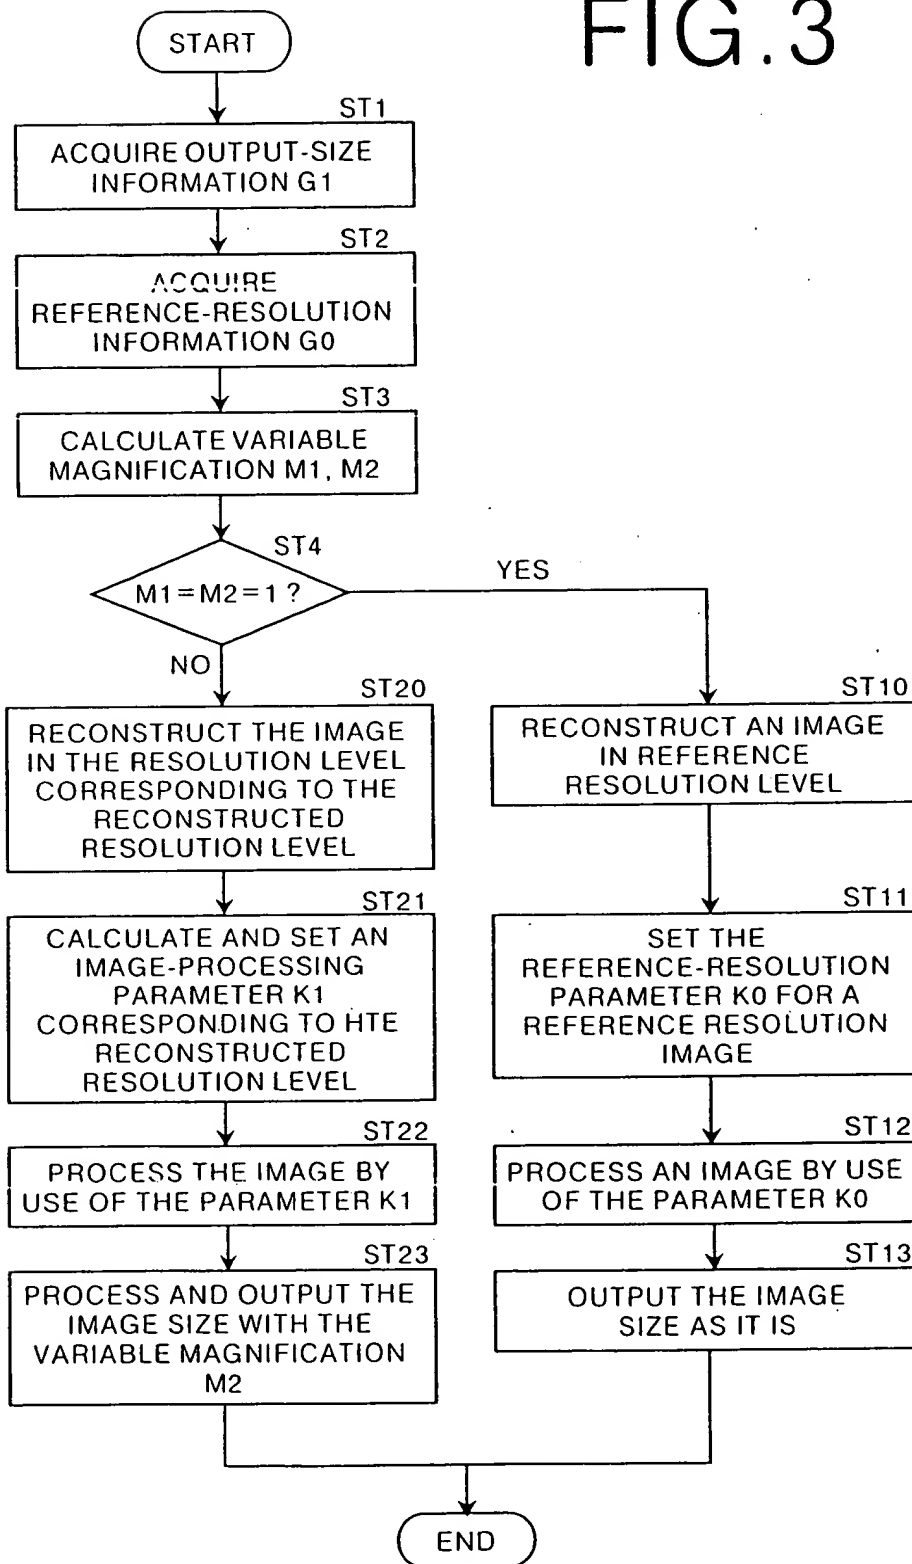 FIG.3
START
ST1
ACQUIRE OUTPUT-SIZE
INFORMATION G1
ST2
ACQUIRE
REFERENCE-RESOLUTION
INFORMATION G0
ST3
CALCULATE VARIABLE
MAGNIFICATION M1, M2
ST4
M1=M2=1 ?
YES
NO
ST20
RECONSTRUCT THE IMAGE
IN THE RESOLUTION LEVEL
CORRESPONDING TO THE
RECONSTRUCTED
RESOLUTION LEVEL
ST21
CALCULATE AND SET AN
IMAGE-PROCESSING
PARAMETER K1
CORRESPONDING TO HTE
RECONSTRUCTED
RESOLUTION LEVEL
ST22
PROCESS THE IMAGE BY
USE OF THE PARAMETER K1
ST23
PROCESS AND OUTPUT THE
IMAGE SIZE WITH THE
VARIABLE MAGNIFICATION
M2
ST10
RECONSTRUCT AN IMAGE
IN REFERENCE
RESOLUTION LEVEL
ST11
SET THE
REFERENCE-RESOLUTION
PARAMETER K0 FOR A
REFERENCE RESOLUTION
IMAGE
ST12
PROCESS AN IMAGE BY USE
OF THE PARAMETER K0
ST13
OUTPUT THE IMAGE
SIZE AS IT IS
END